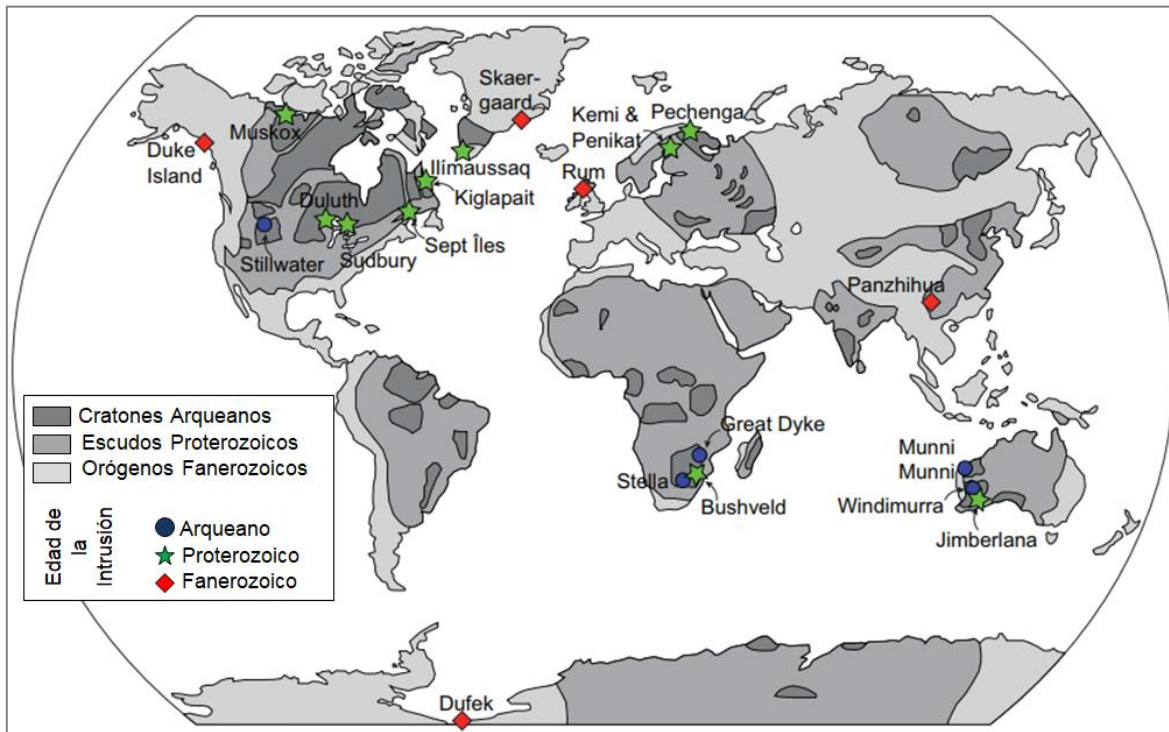 Skaer-
gaard
Muskox
Duke
Island
Kemi &
Penikat
Pechenga
Rum
Ilímaussaq
Kiglapait
Duluth
Sept Îles
Stillwater
Sudbury
Panzhihua
Cratones Arqueanos
Escudos Proterozoicos
Orógenos Fanerozoicos
Edad de
la
Intrusión
Arqueano
Proterozoico
Fanerozoico
Great Dyke
Stella
Bushveld
Munni
Munni
Windimurra
Jimberlana
Dufek